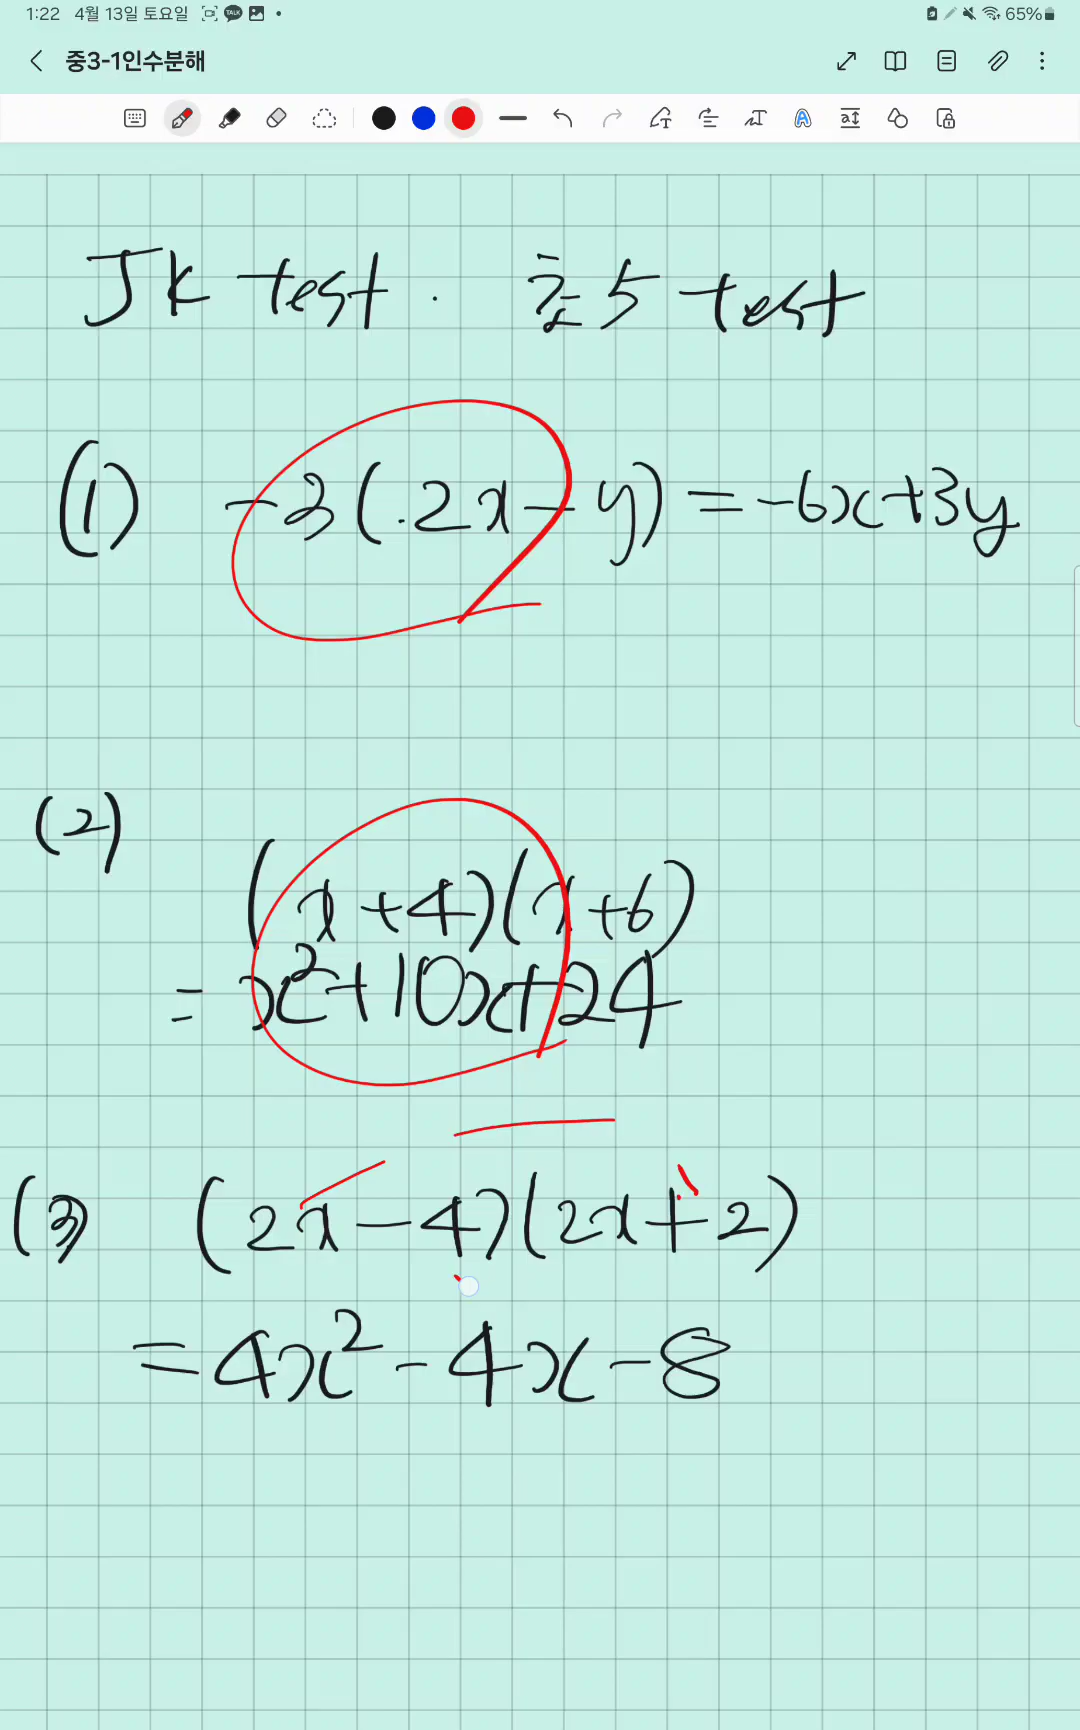 1:22 4월 13일 토요일 TALK 65%
중3-1인수분해
Jk test. 5 test
(1) -3(.2x-y)=-6x+3y
(2)
(x+4)(x+6)
= x²+10x+24
(3) (2x-4)(2x+2)
=4x²-4x-8